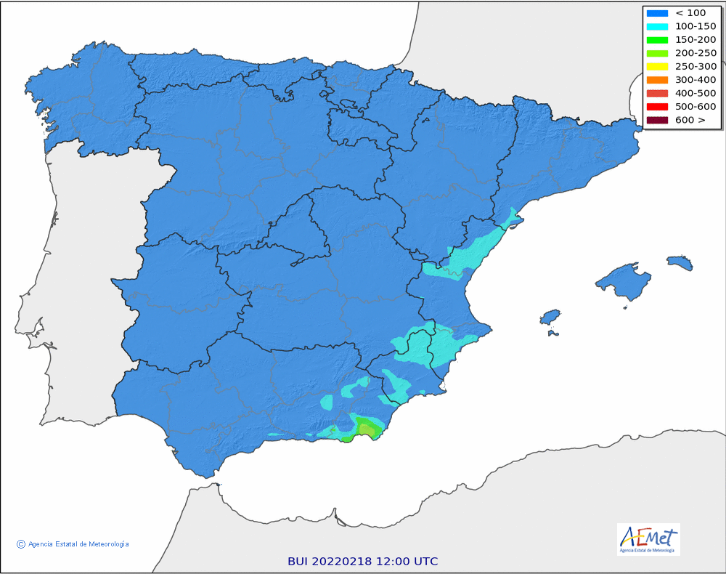 < 100
100-150
150-200
200-250
250-300
300-400
400-500
500-600
600 >
AEmet
Agencia Estatal de Meteorología
© Agencia Estatal de Meteorología
BUI 20220218 12:00 UTC